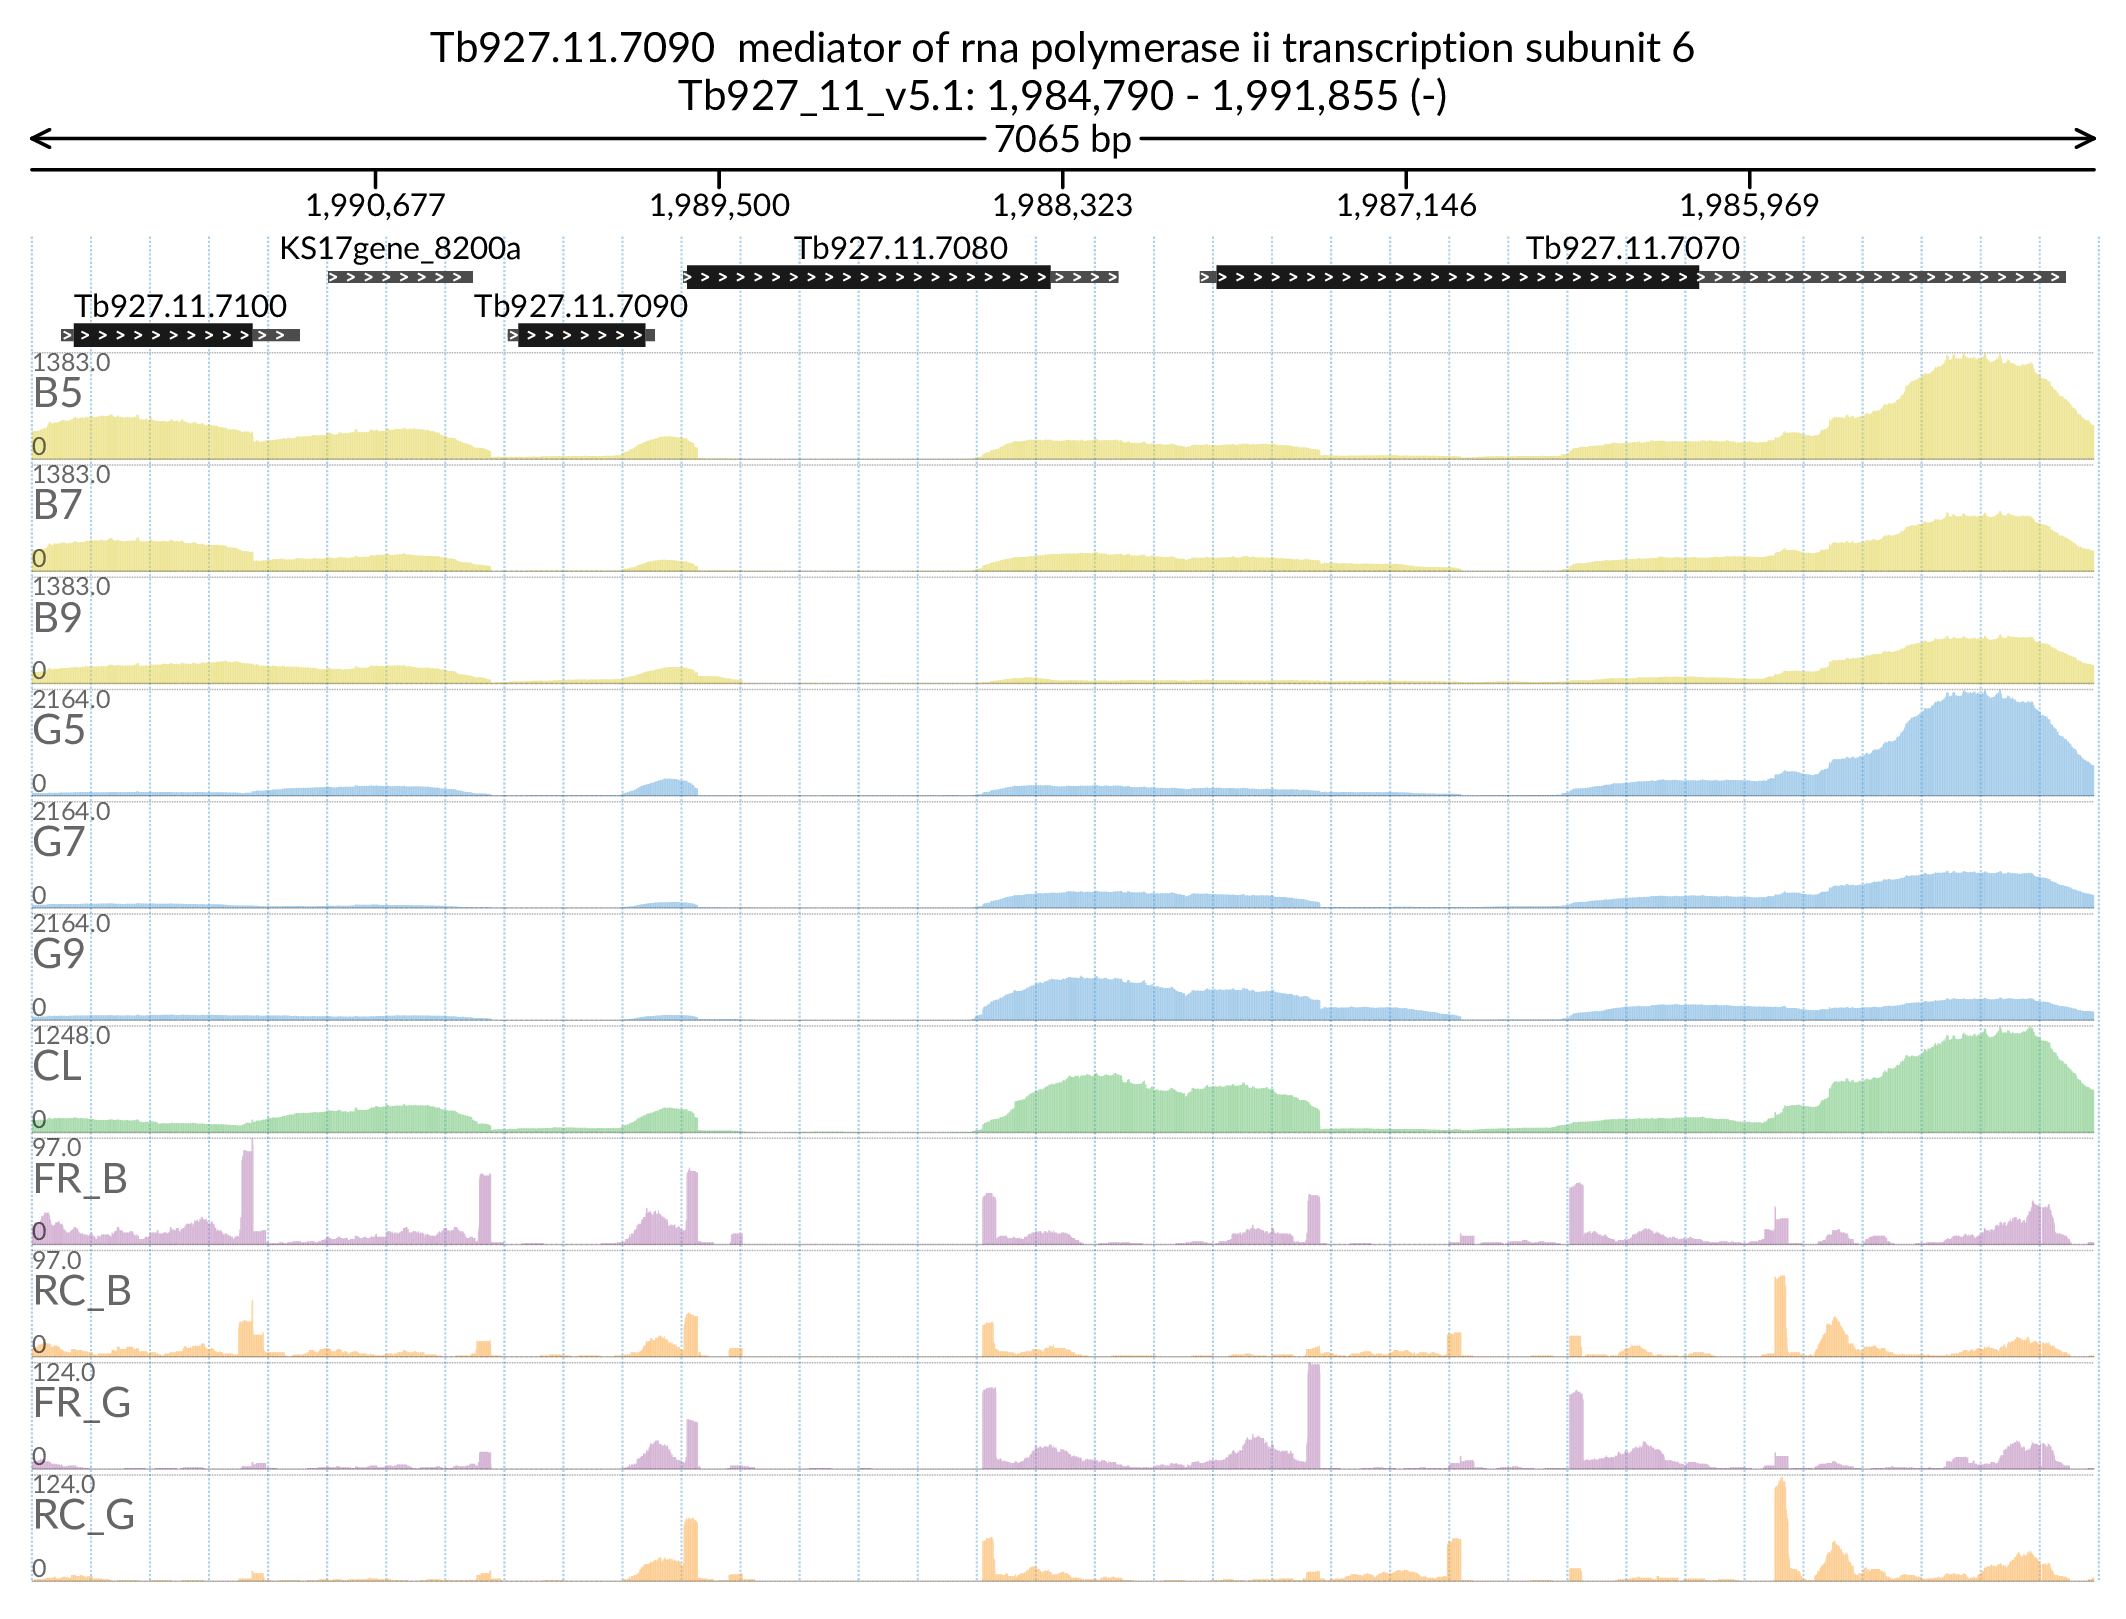 Tb927.11.7090 mediator of rna polymerase ii transcription subunit 6
Tb927_11_v5.1: 1,984,790 - 1,991,855 (-)
7065 bp
1,990,677 1,989,500 1,988,323 1,987,146 1,985,969
KS17gene_8200a Tb927.11.7080 Tb927.11.7070
Tb927.11.7100 Tb927.11.7090
1383.0
B5
0
1383.0
B7
0
1383.0
B9
0
2164.0
G5
0
2164.0
G7
0
2164.0
G9
0
1248.0
CL
0
97.0
FR_B
0
97.0
RC_B
0
124.0
FR_G
0
124.0
RC_G
0